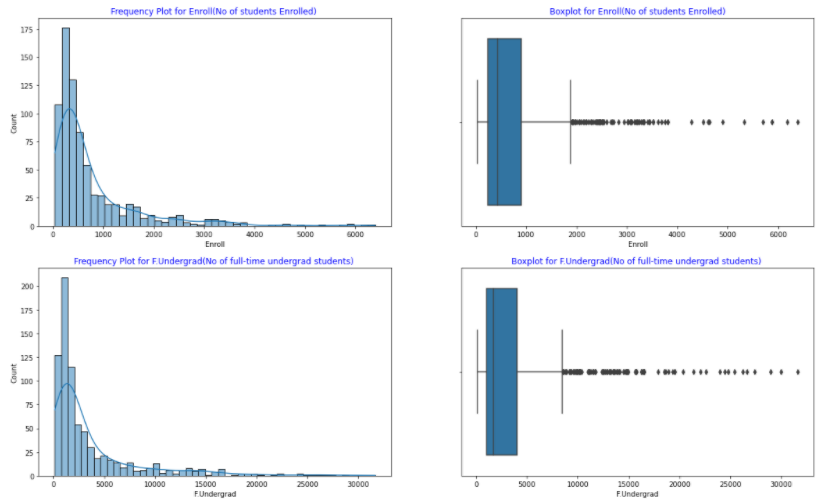 Frequency Plot for Enroll(No of students Enrolled)
Count
175
150
125
100
75
50
25
0
0 1000 2000 3000 4000 5000 6000
Enroll
Boxplot for Enroll(No of students Enrolled)
0 1000 2000 3000 4000 5000 6000
Enroll
Frequency Plot for F.Undergrad(No of full-time undergrad students)
Count
200
175
150
125
100
75
50
25
0
0 5000 10000 15000 20000 25000 30000
F.Undergrad
Boxplot for F.Undergrad(No of full-time undergrad students)
0 5000 10000 15000 20000 25000 30000
F.Undergrad